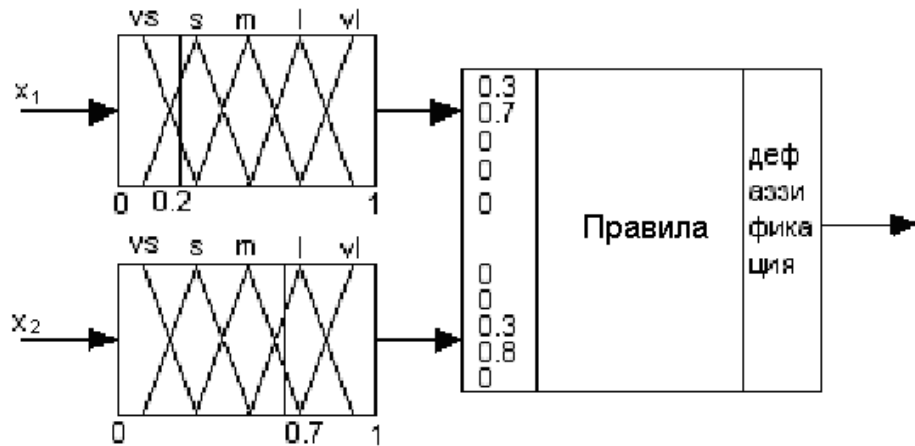 vs s m l vl
x1
0 0.2 1
vs s m l vl
x2
0 0.7 1
0.3
0.7
0
0
0
0
0
0.3
0.8
0
Правила
деф
аззи
фика
ция